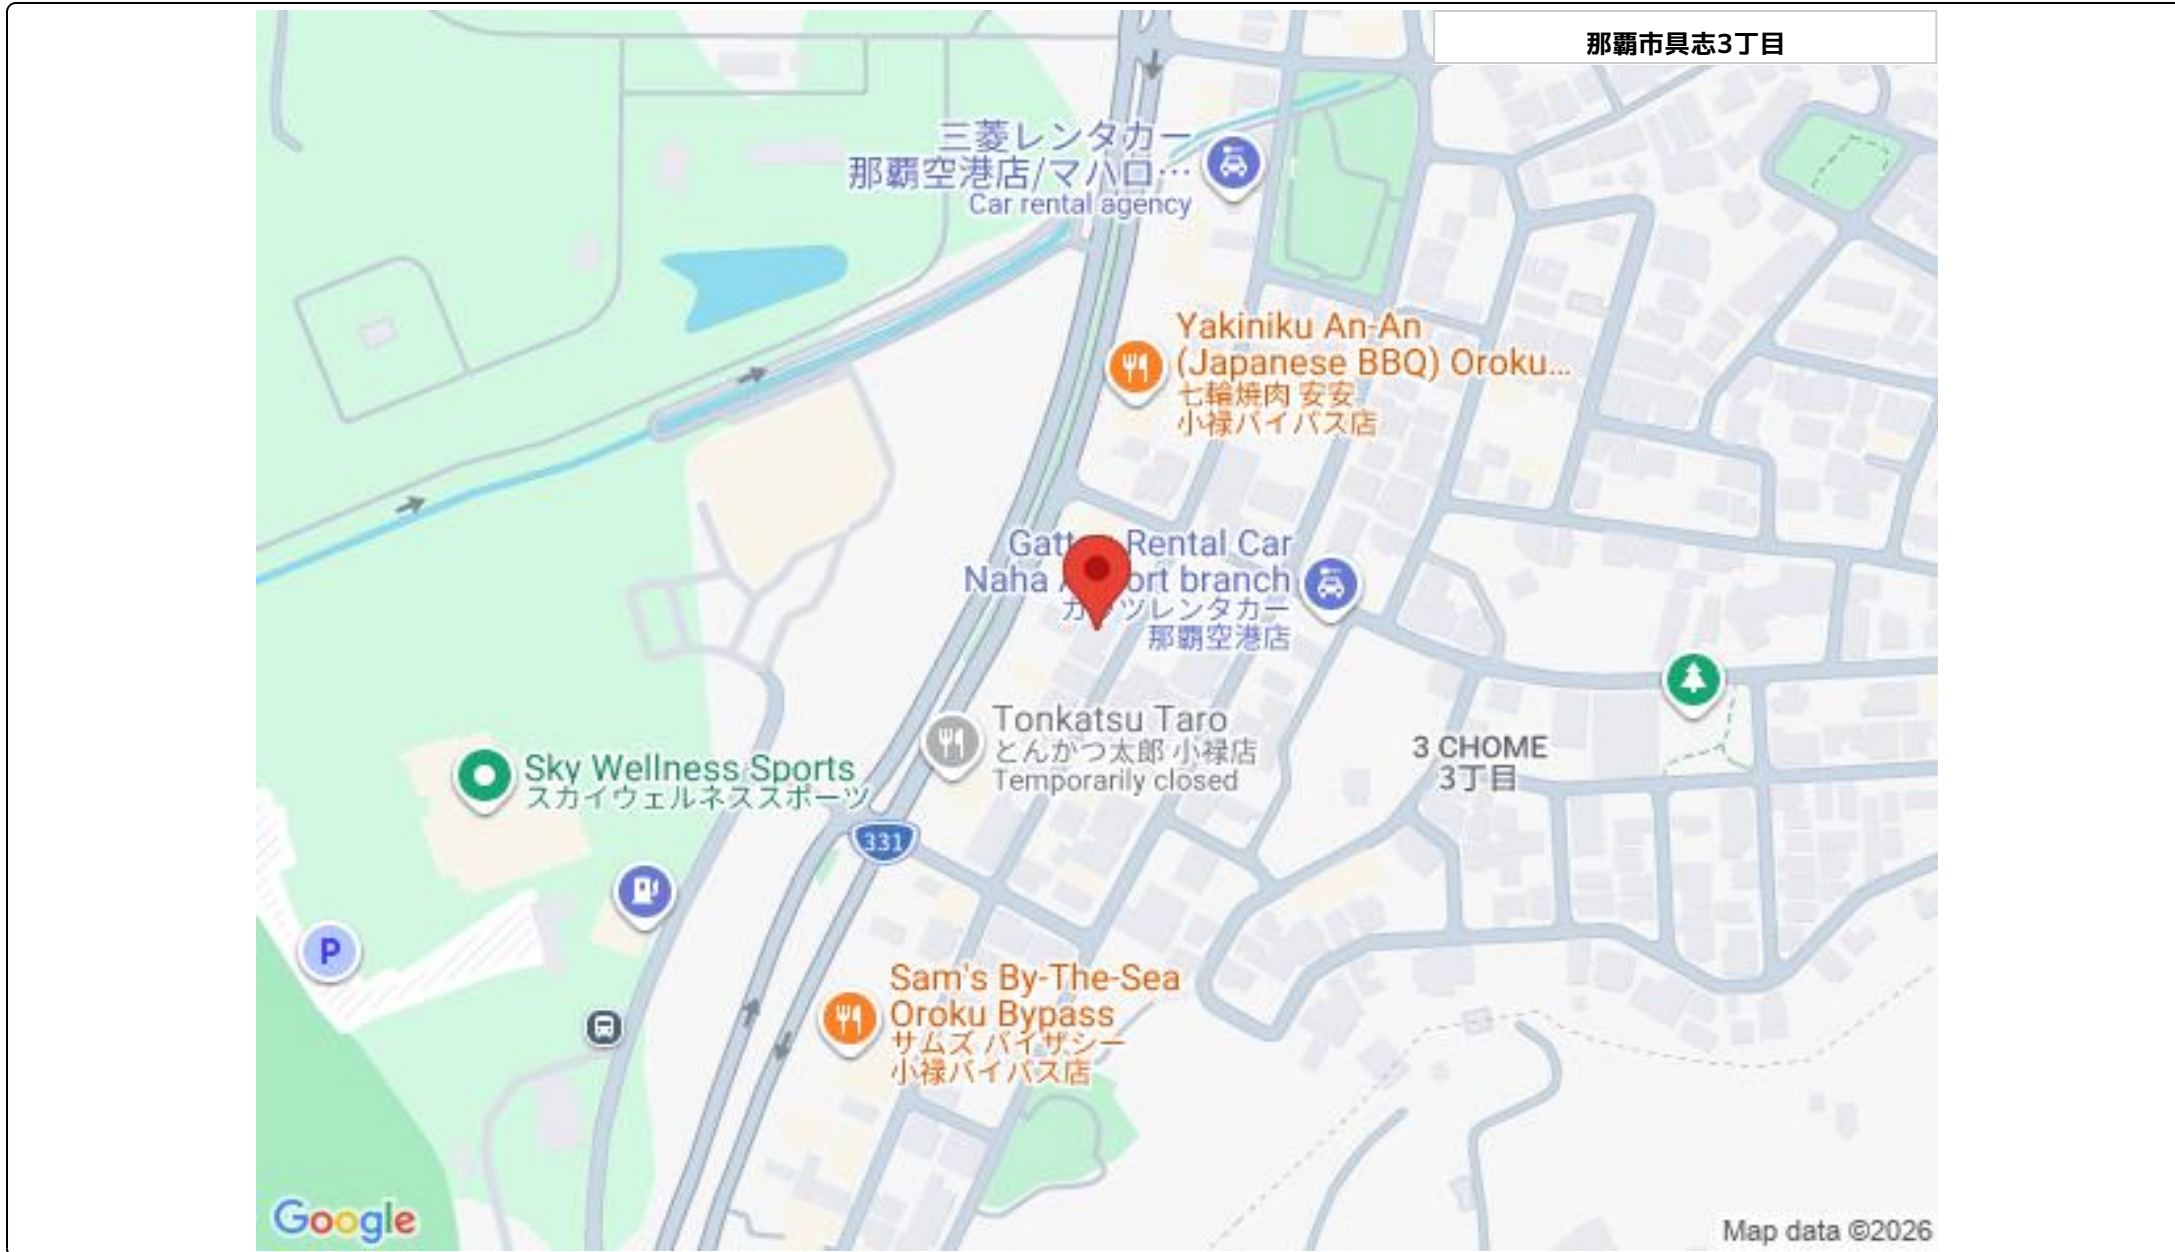 那覇市具志3丁目
三菱レンタカー
那覇空港店/マハロ…
Car rental agency
Yakiniku An-An
(Japanese BBQ) Oroku...
七輪焼肉 安安
小禄バイパス店
Rental Car
Naha
branch
ツレンタカー
那覇空港店
Tonkatsu Taro
とんかつ太郎 小禄店
Temporarily closed
3 CHOME
3丁目
Sky Wellness Sports
スカイウェルネススポーツ
331
P
Sam's By-The-Sea
Oroku Bypass
サムズ バイザシー
小禄バイパス店
Google
Map data ©2026